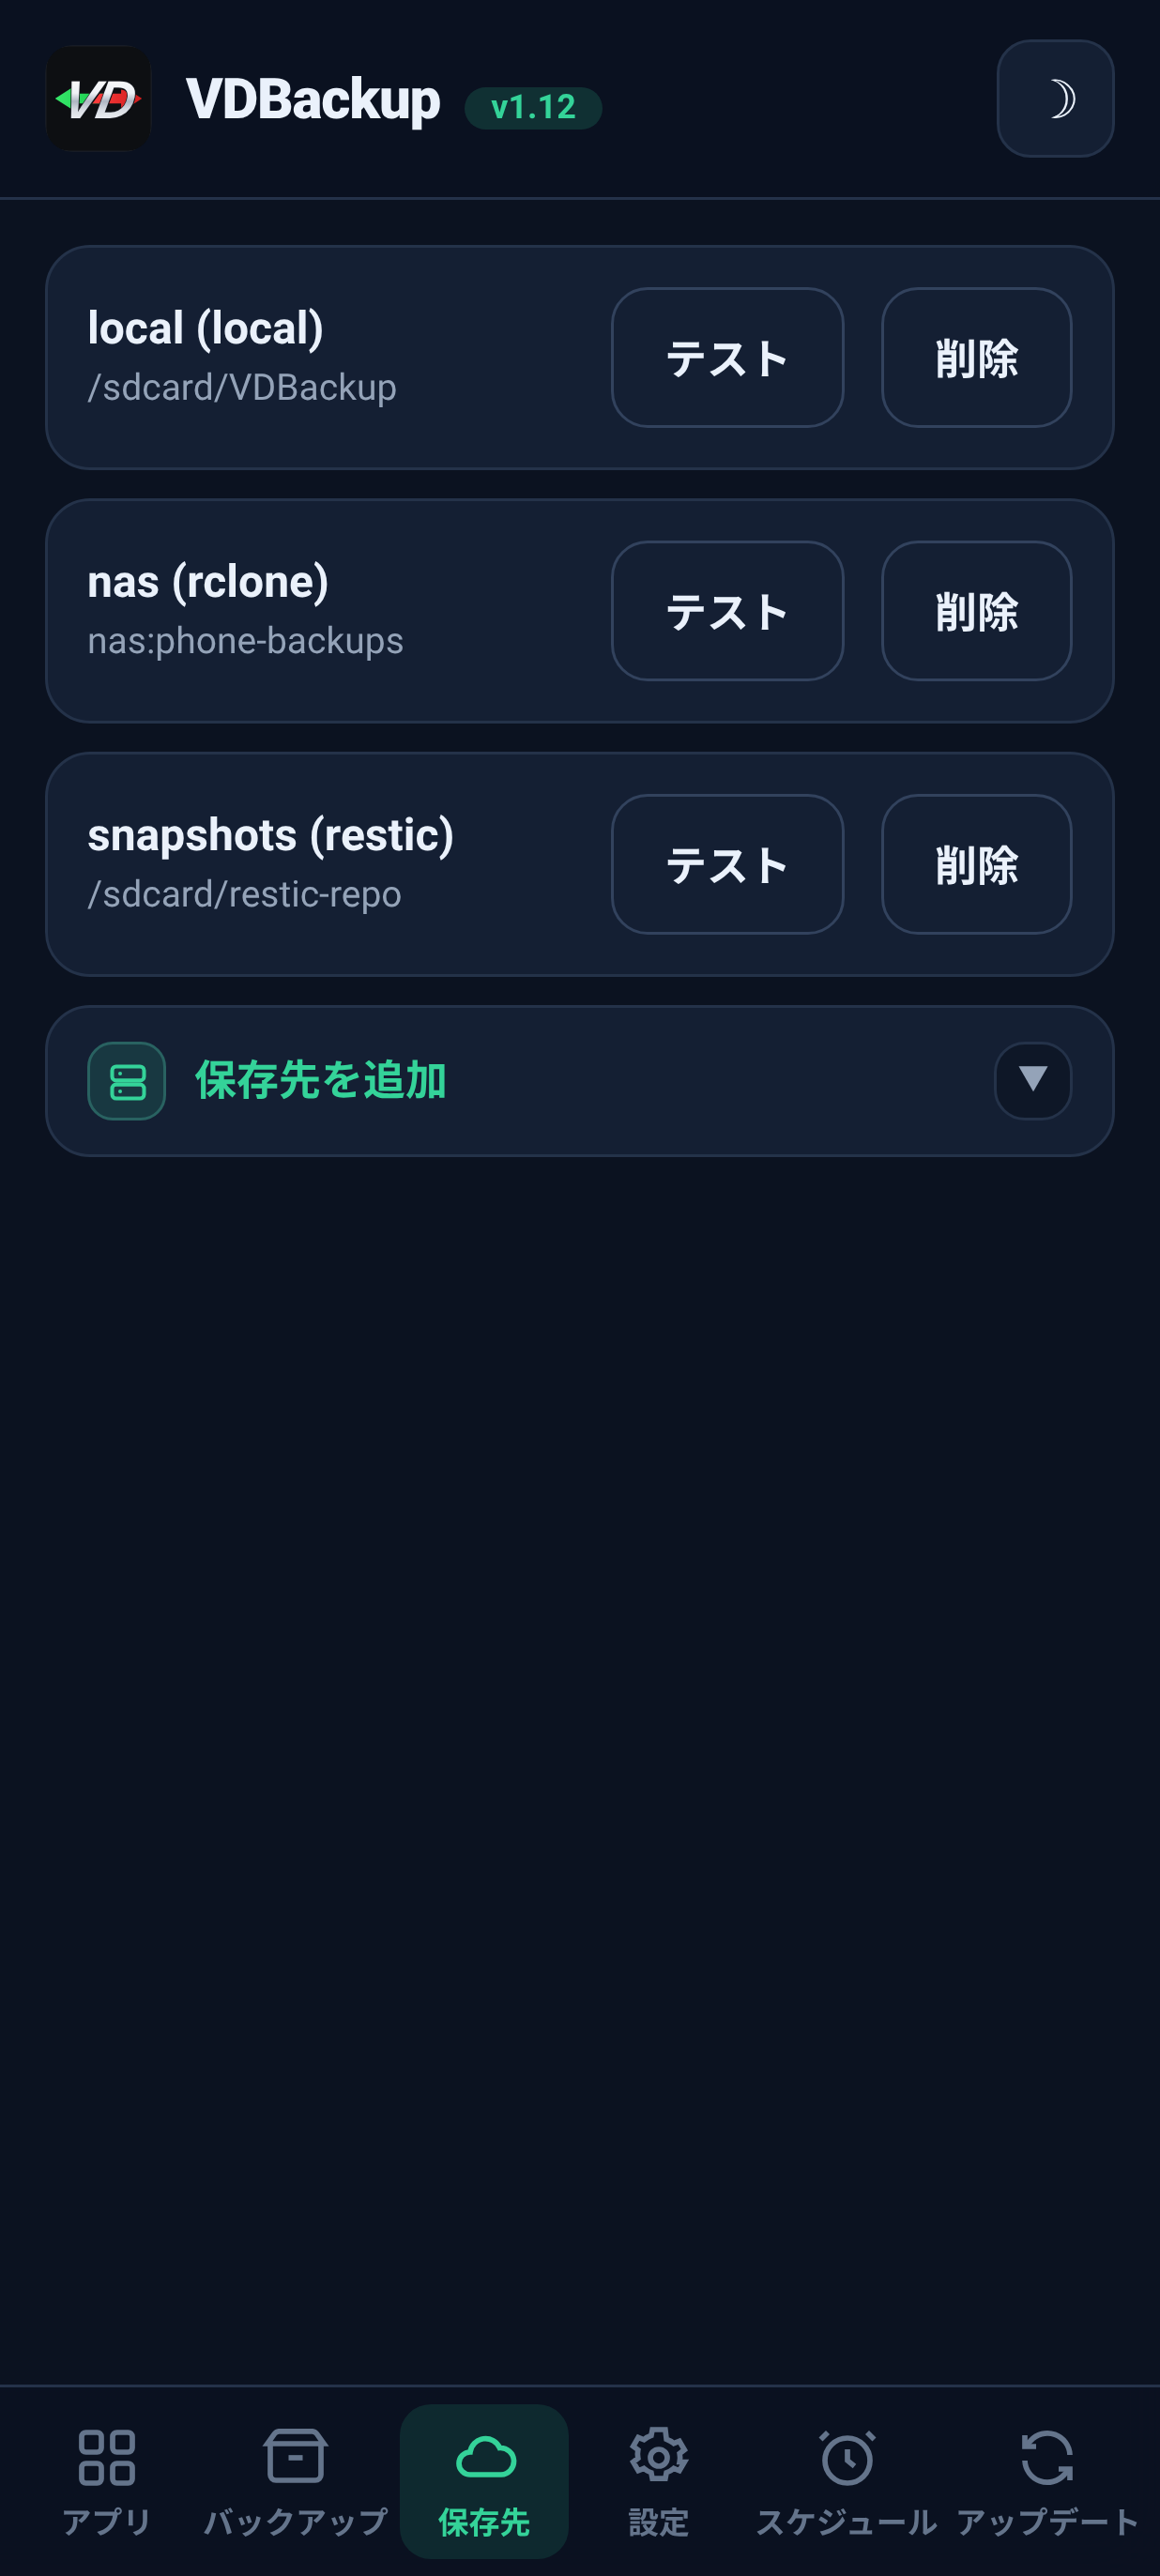 VD
VDBackup v1.12
local (local)
/sdcard/VDBackup
テスト
削除
nas (rclone)
nas:phone-backups
テスト
削除
snapshots (restic)
/sdcard/restic-repo
テスト
削除
保存先を追加
アプリ
バックアップ
保存先
設定
スケジュール
アップデート